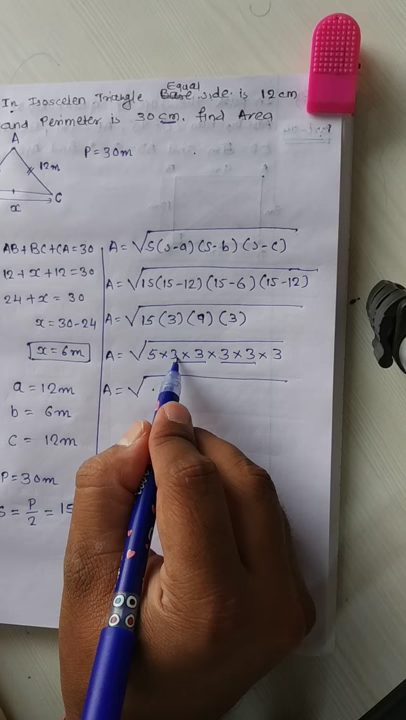 In Isoscelen Triangle Equal side is 12cm
and Perimeter is 30cm. find Area
A
12m
C
x
P=30m
AB+BC+CA=30
12+x+12=30
24+x=30
x=30-24
x=6m
a=12m
b=6m
c=12m
P=30m
S=P/2=15
A=√s(s-a)(s-b)(s-c)
A=√15(15-12)(15-6)(15-12)
A=√15(3)(9)(3)
A=√5×3×3×3×3×3
A=√